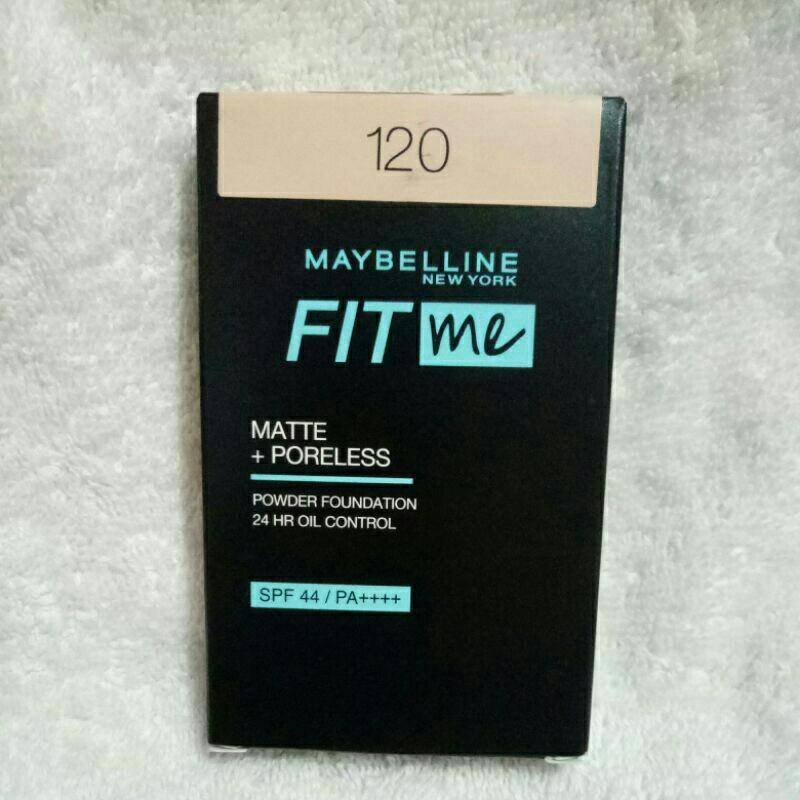 120
MAYBELLINE
NEW YORK
FIT me
MATTE
+ PORELESS
POWDER FOUNDATION
24 HR OIL CONTROL
SPF 44 / PA++++